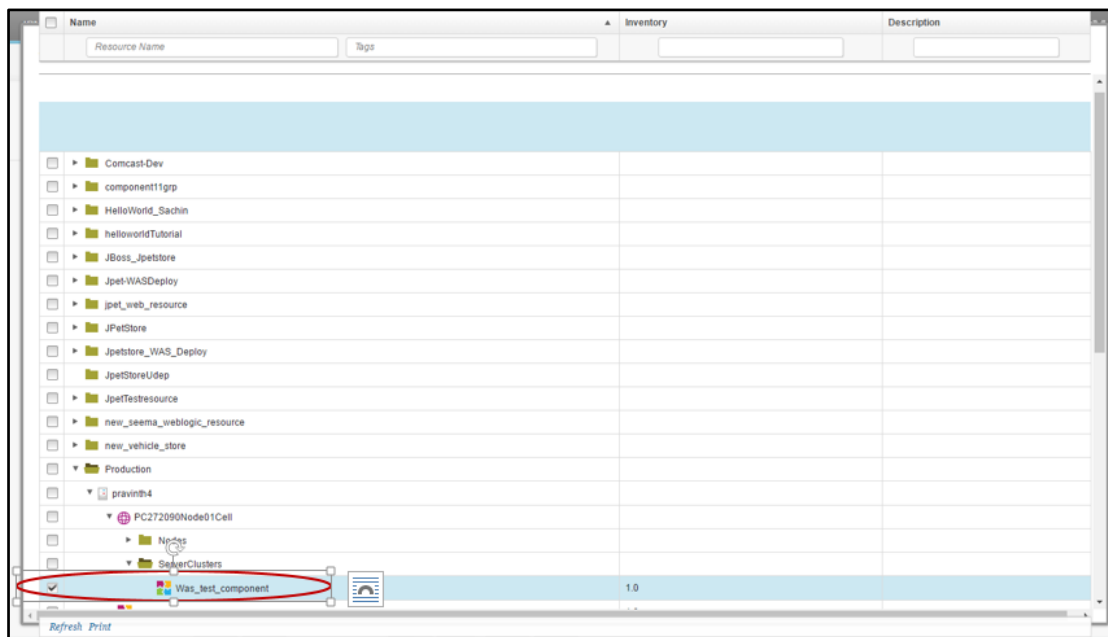 Name Inventory Description
Resource Name Tags
Comcast-Dev
component11grp
HelloWorld_Sachin
helloworldTutorial
JBoss_Jpetstore
Jpet-WASDeploy
jpet_web_resource
JPetStore
Jpetstore_WAS_Deploy
JpetStoreUdep
JpetTestresource
new_seema_weblogic_resource
new_vehicle_store
Production
pravinth4
PC272090Node01Cell
Nodes
ServerClusters
Was_test_component 1.0
Refresh Print